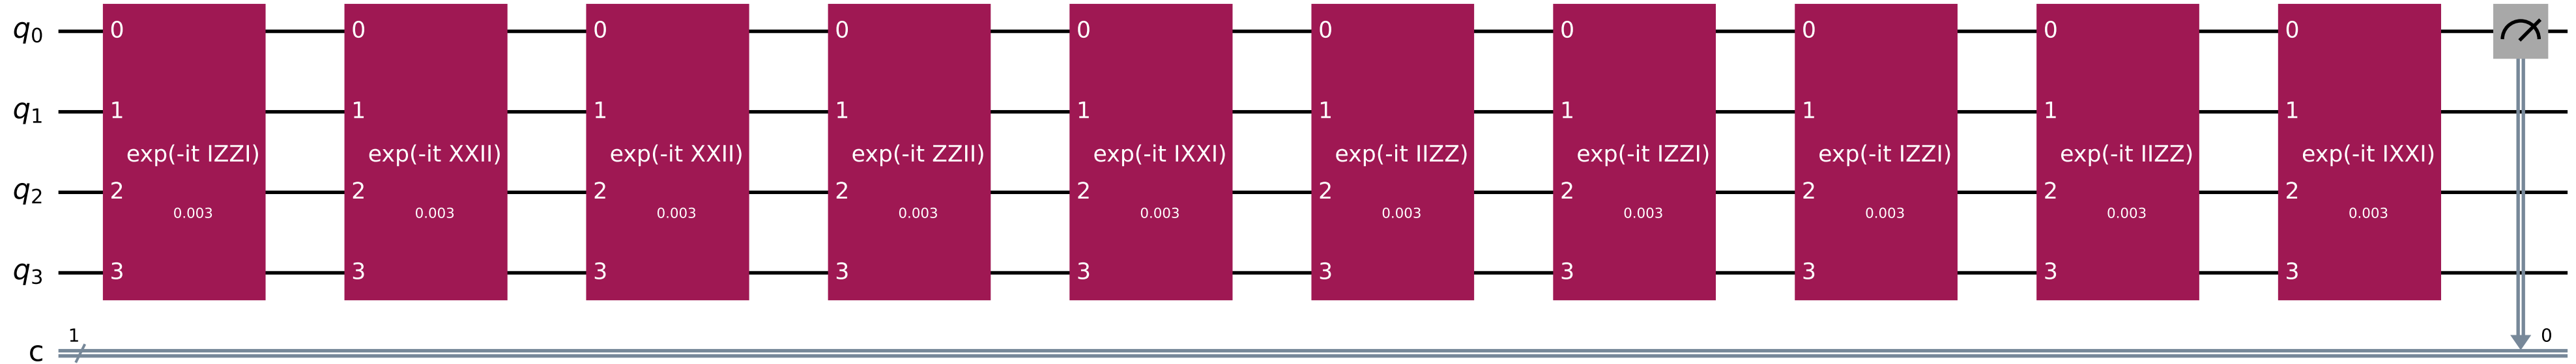 q0 0 0 0 0 0 0 0 0 0 0
q1 1 1 1 1 1 1 1 1 1 1
exp(-it IZZI) exp(-it XXII) exp(-it XXII) exp(-it ZZII) exp(-it IXXI) exp(-it IIZZ) exp(-it IZZI) exp(-it IZZI) exp(-it IIZZ) exp(-it IXXI)
q2 2 2 2 2 2 2 2 2 2 2
0.003 0.003 0.003 0.003 0.003 0.003 0.003 0.003 0.003 0.003
q3 3 3 3 3 3 3 3 3 3 3
1 0
c